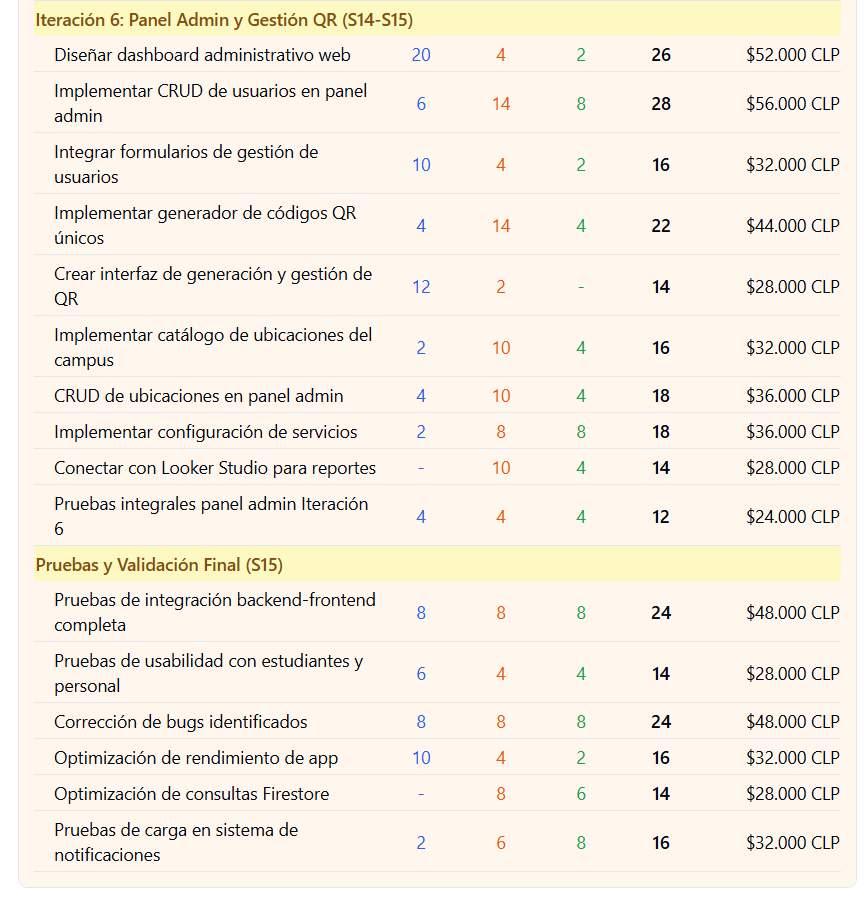 Iteración 6: Panel Admin y Gestión QR (S14-S15)
Diseñar dashboard administrativo web 20 4 2 26 $52.000 CLP
Implementar CRUD de usuarios en panel
admin 6 14 8 28 $56.000 CLP
Integrar formularios de gestión de
usuarios 10 4 2 16 $32.000 CLP
Implementar generador de códigos QR
únicos 4 14 4 22 $44.000 CLP
Crear interfaz de generación y gestión de
QR 12 2 - 14 $28.000 CLP
Implementar catálogo de ubicaciones del
campus 2 10 4 16 $32.000 CLP
CRUD de ubicaciones en panel admin 4 10 4 18 $36.000 CLP
Implementar configuración de servicios 2 8 8 18 $36.000 CLP
Conectar con Looker Studio para reportes - 10 4 14 $28.000 CLP
Pruebas integrales panel admin Iteración
6 4 4 4 12 $24.000 CLP
Pruebas y Validación Final (S15)
Pruebas de integración backend-frontend
completa 8 8 8 24 $48.000 CLP
Pruebas de usabilidad con estudiantes y
personal 6 4 4 14 $28.000 CLP
Corrección de bugs identificados 8 8 8 24 $48.000 CLP
Optimización de rendimiento de app 10 4 2 16 $32.000 CLP
Optimización de consultas Firestore - 8 6 14 $28.000 CLP
Pruebas de carga en sistema de
notificaciones 2 6 8 16 $32.000 CLP